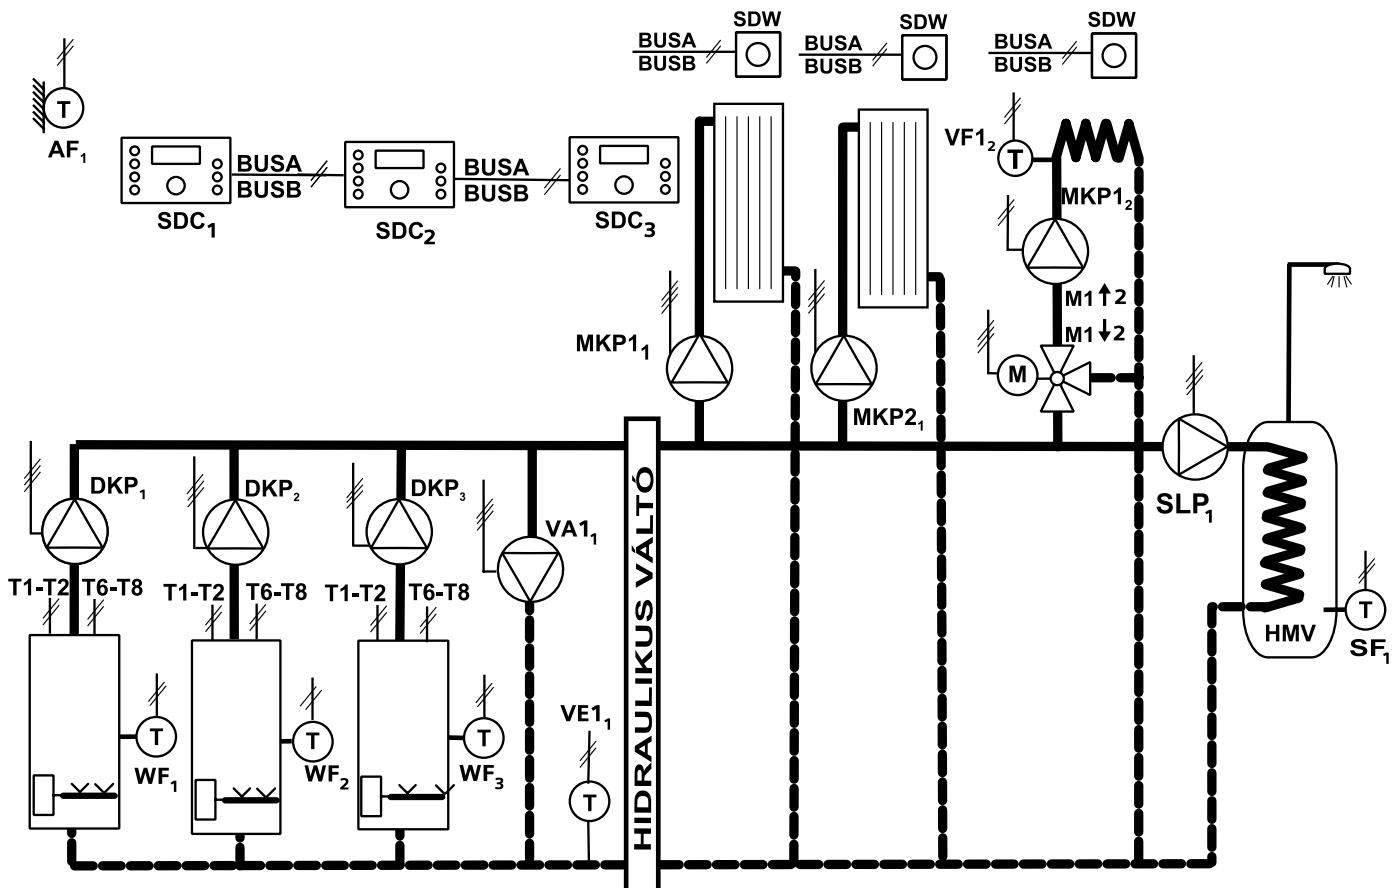 SDW
SDW
SDW
BUSA
BUSB
BUSA
BUSB
BUSA
BUSB
T
AF₁
VF1₂
T
BUSA
BUSB
BUSA
BUSB
SDC₁
SDC₂
SDC₃
MKP1₂
M1↑2
M1↓2
MKP1₁
M
MKP2₁
DKP₁
DKP₂
DKP₃
VA1₁
HIDRAULIKUS VÁLTÓ
SLP₁
T1-T2
T6-T8
T1-T2
T6-T8
T1-T2
T6-T8
T
HMV
SF₁
VE1₁
T
T
T
WF₁
WF₂
WF₃
T